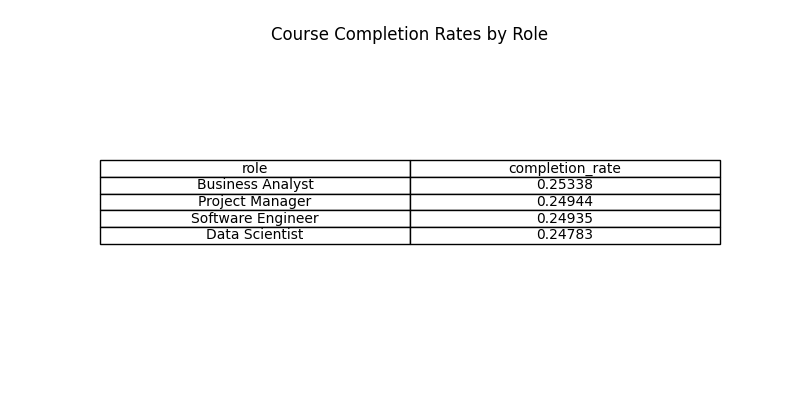 Course Completion Rates by Role
role completion_rate
Business Analyst 0.25338
Project Manager 0.24944
Software Engineer 0.24935
Data Scientist 0.24783